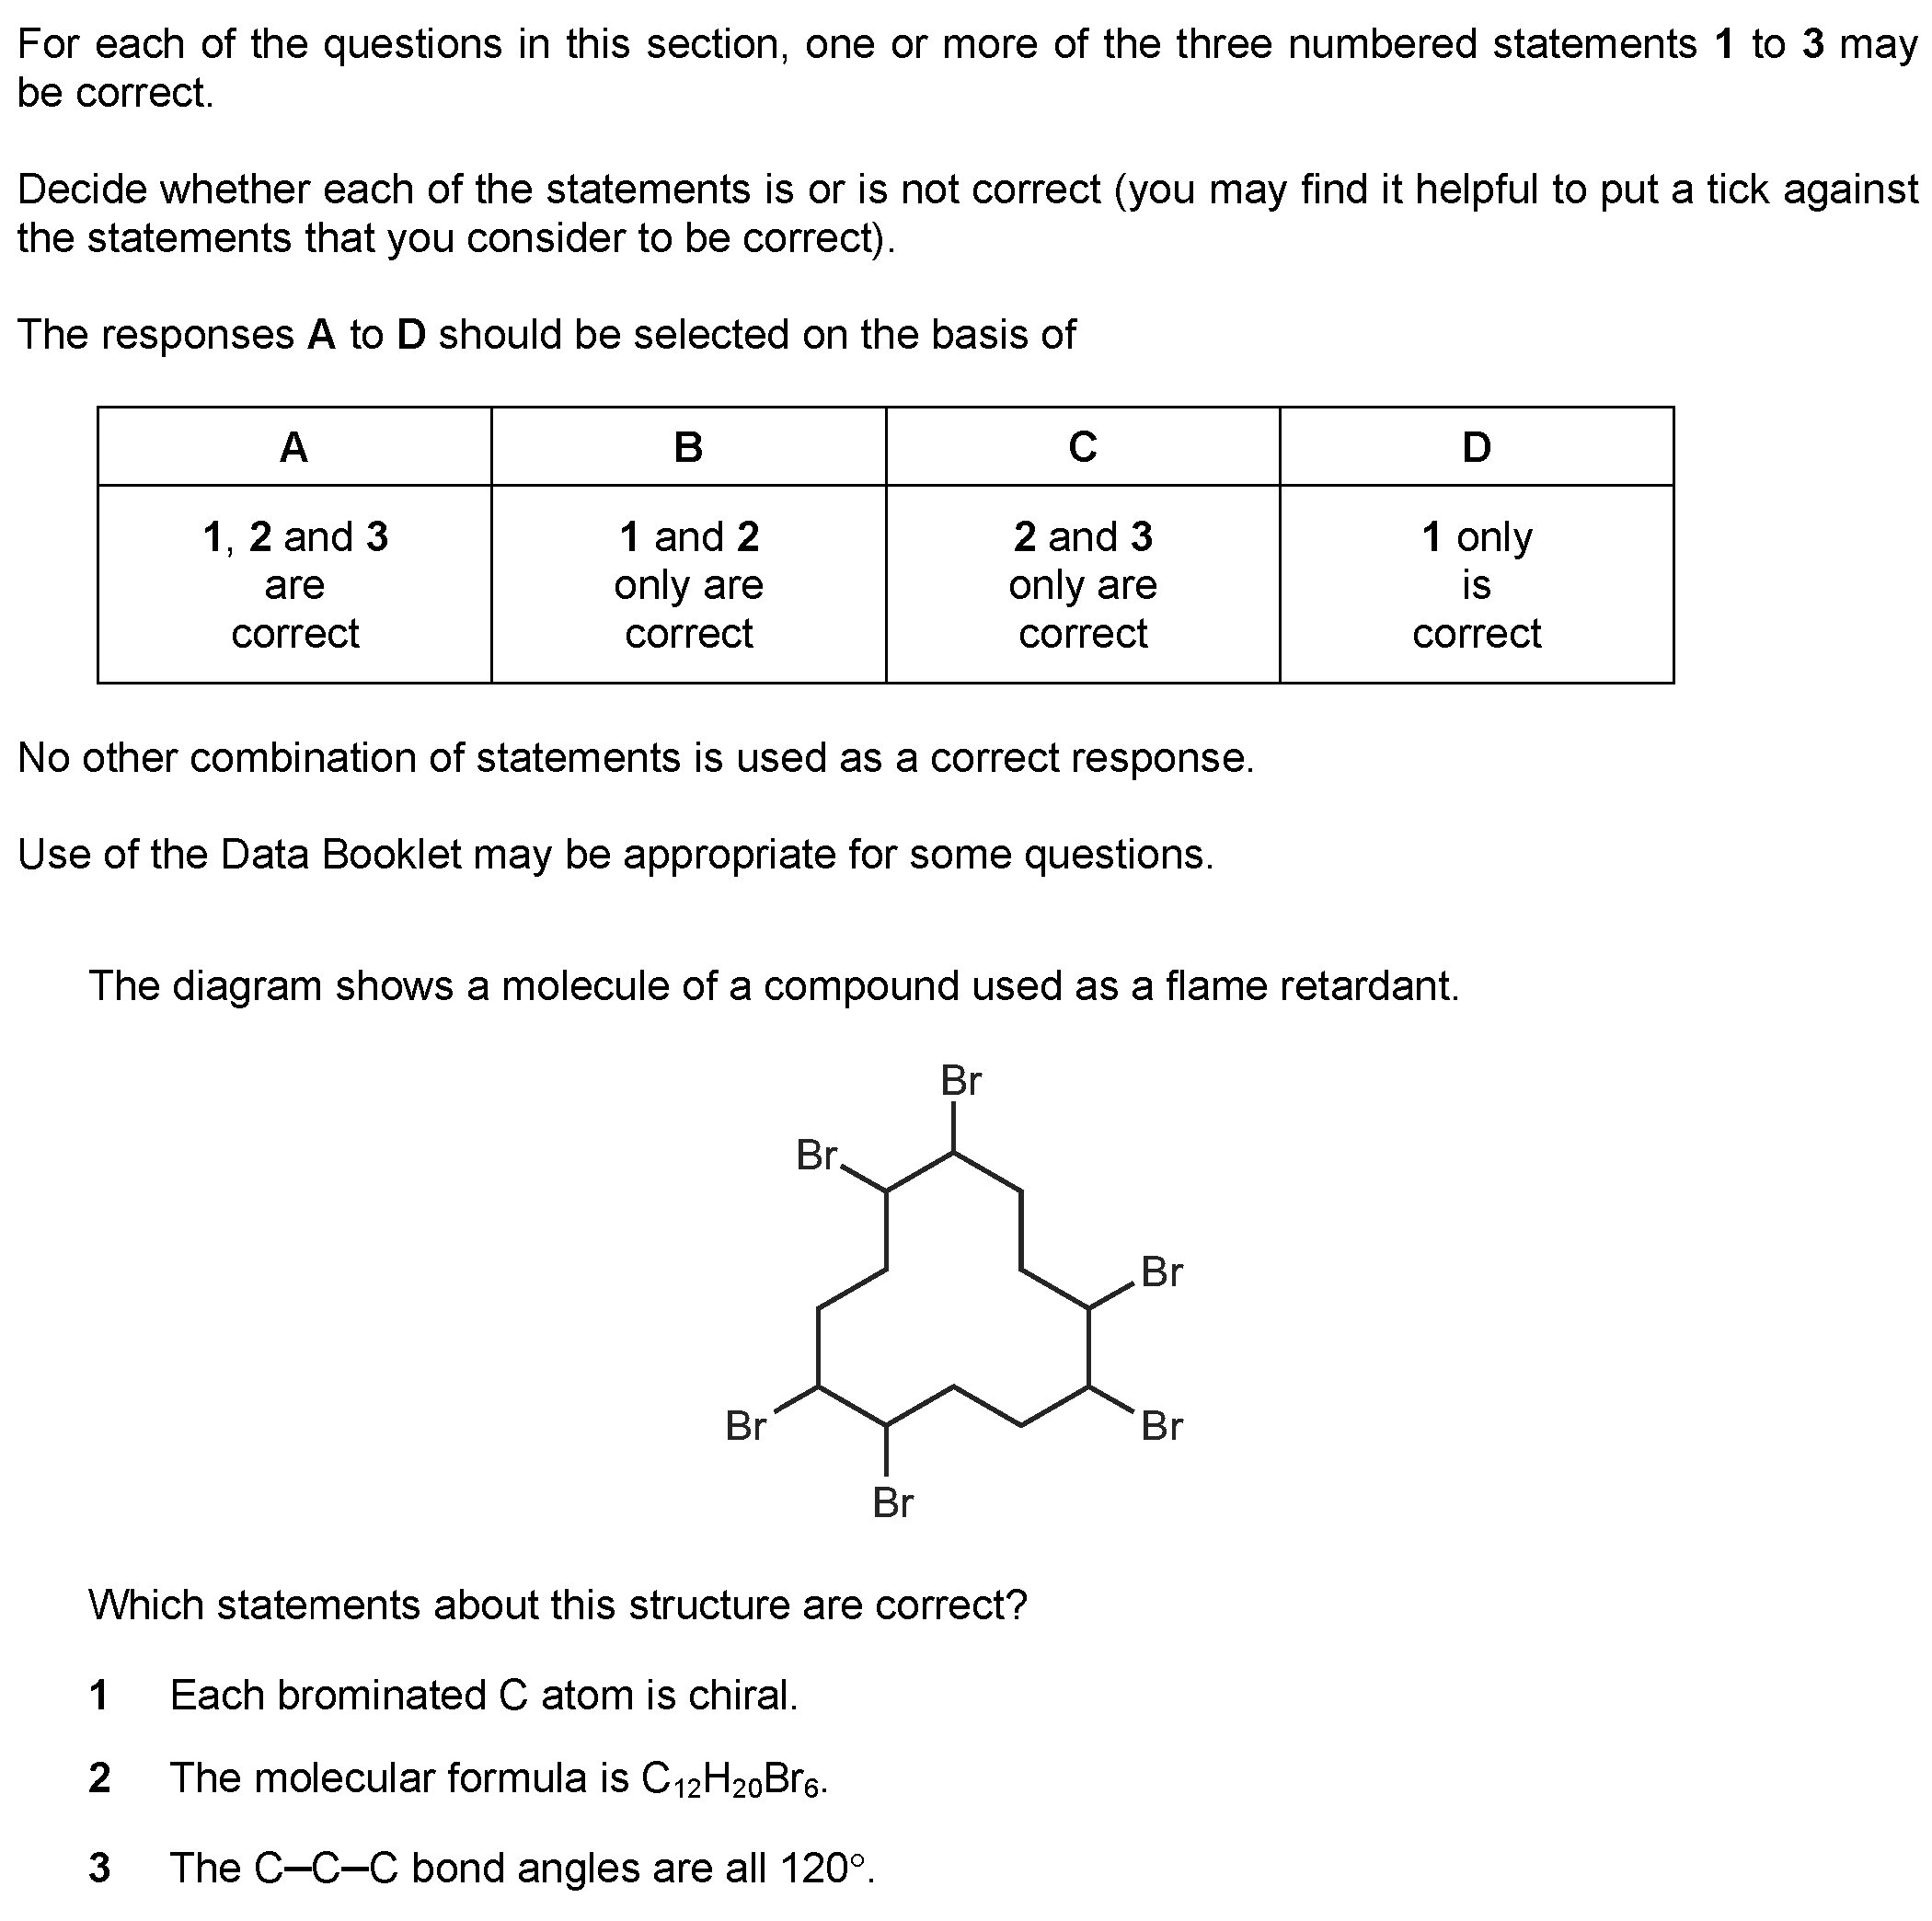 For each of the questions in this section, one or more of the three numbered statements 1 to 3 may
be correct.
Decide whether each of the statements is or is not correct (you may find it helpful to put a tick against
the statements that you consider to be correct).
The responses A to D should be selected on the basis of
A B C D
1, 2 and 3 1 and 2 2 and 3 1 only
are only are only are is
correct correct correct correct
No other combination of statements is used as a correct response.
Use of the Data Booklet may be appropriate for some questions.
The diagram shows a molecule of a compound used as a flame retardant.
Br
Br
Br
Br Br
Br
Which statements about this structure are correct?
1 Each brominated C atom is chiral.
2 The molecular formula is C₁₂H₂₀Br₆.
3 The C–C–C bond angles are all 120°.